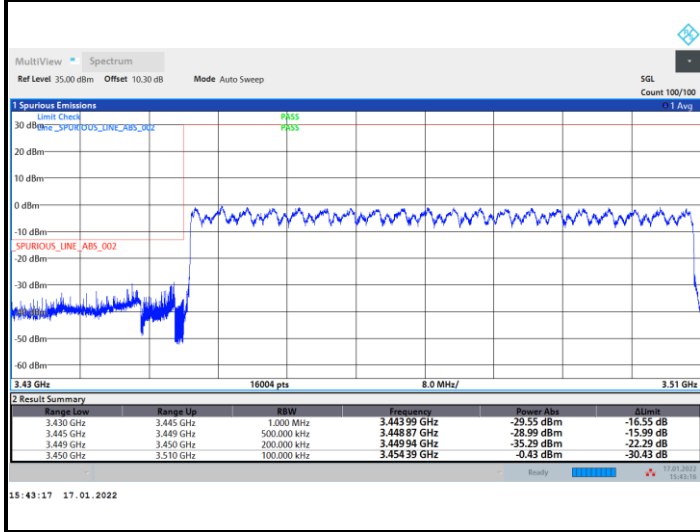 MultiView Spectrum
Ref Level 35.00 dBm Offset 10.30 dB Mode Auto Sweep SGL
Count 100/100
1 Spurious Emissions 1 Avg
Limit Check PASS
30 dBm
Line _SPURIOUS_LINE_ABS_002 PASS
20 dBm
10 dBm
0 dBm
-10 dBm
_SPURIOUS_LINE_ABS_002
-20 dBm
-30 dBm
-40 dBm
-50 dBm
-60 dBm
3.43 GHz 16004 pts 8.0 MHz/ 3.51 GHz
2 Result Summary
Range Low Range Up RBW Frequency Power Abs ΔLimit
3.430 GHz 3.445 GHz 1.000 MHz 3.443 99 GHz -29.55 dBm -16.55 dB
3.445 GHz 3.449 GHz 500.000 kHz 3.448 87 GHz -28.99 dBm -15.99 dB
3.449 GHz 3.450 GHz 200.000 kHz 3.449 94 GHz -35.29 dBm -22.29 dB
3.450 GHz 3.510 GHz 100.000 kHz 3.454 39 GHz -0.43 dBm -30.43 dB
Ready 17.01.2022
15:43:16
15:43:17 17.01.2022